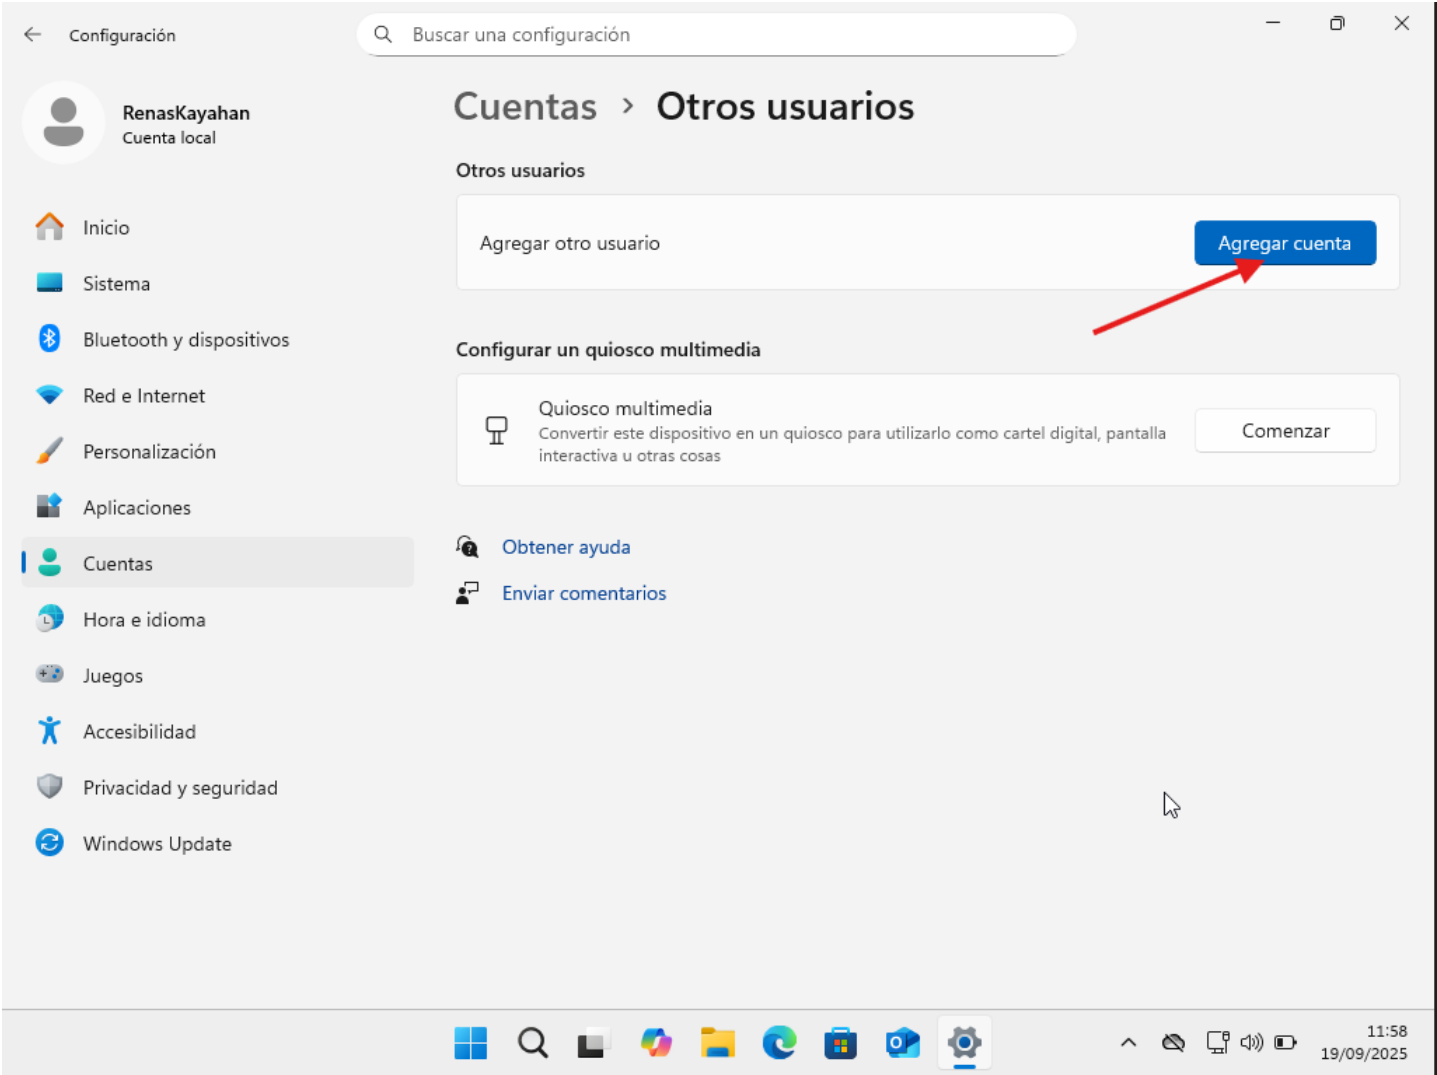 Configuración
Buscar una configuración
RenasKayahan
Cuenta local
Inicio
Sistema
Bluetooth y dispositivos
Red e Internet
Personalización
Aplicaciones
Cuentas
Hora e idioma
Juegos
Accesibilidad
Privacidad y seguridad
Windows Update
Cuentas > Otros usuarios
Otros usuarios
Agregar otro usuario
Agregar cuenta
Configurar un quiosco multimedia
Quiosco multimedia
Convertir este dispositivo en un quiosco para utilizarlo como cartel digital, pantalla
interactiva u otras cosas
Comenzar
Obtener ayuda
Enviar comentarios
11:58
19/09/2025